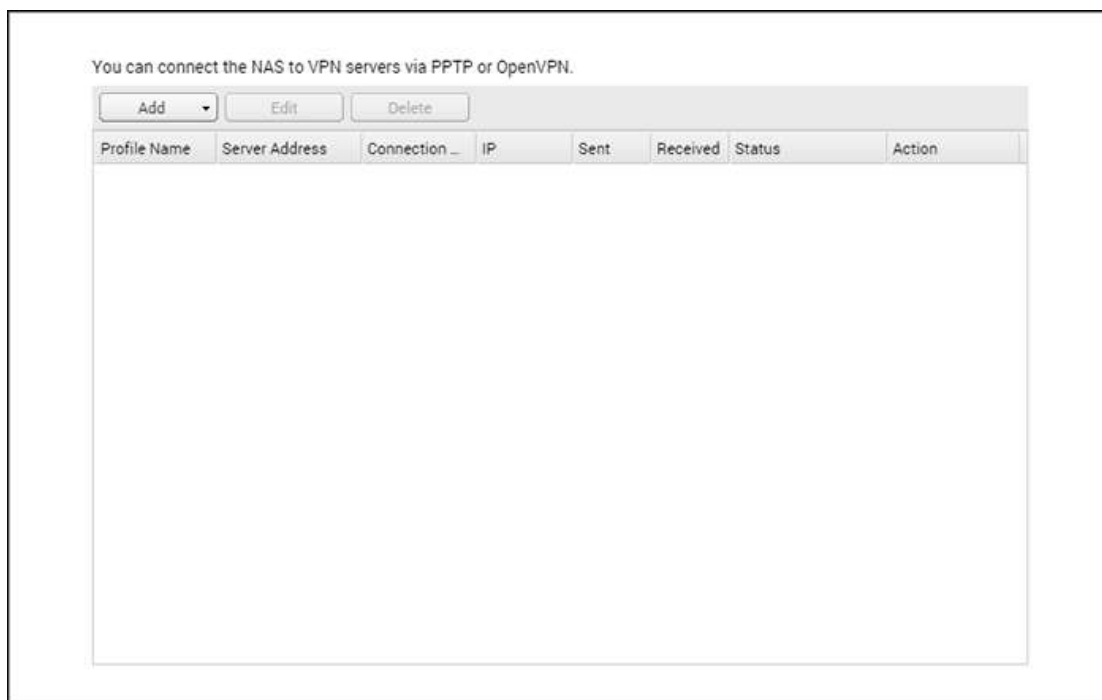 You can connect the NAS to VPN servers via PPTP or OpenVPN.
Add Edit Delete
Profile Name Server Address Connection ... IP Sent Received Status Action